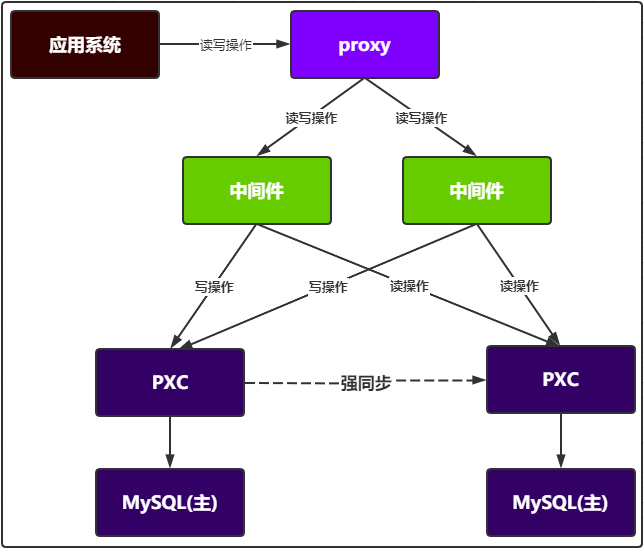 应用系统
读写操作
proxy
读写操作
读写操作
中间件
中间件
写操作
写操作
读操作
读操作
PXC
强同步
PXC
MySQL(主)
MySQL(主)